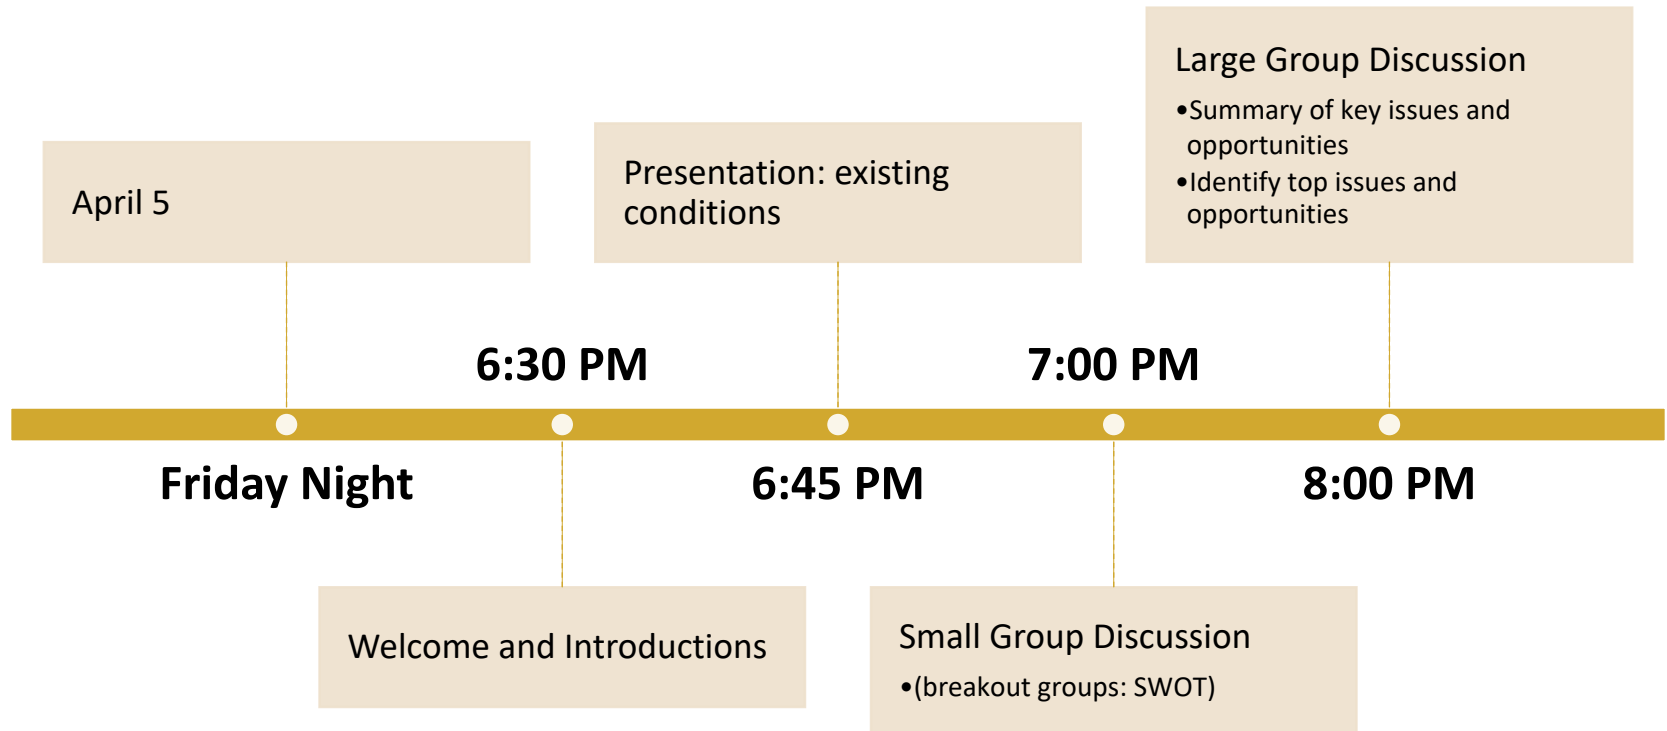 April 5
Friday Night
6:30 PM
Welcome and Introductions
Presentation: existing
conditions
6:45 PM
7:00 PM
Small Group Discussion
•(breakout groups: SWOT)
Large Group Discussion
•Summary of key issues and
opportunities
•Identify top issues and
opportunities
8:00 PM